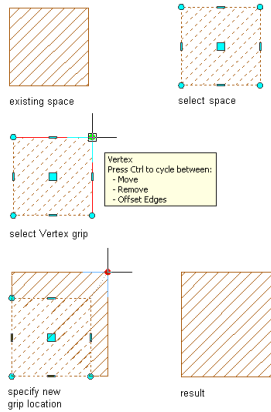 existing space
select space
Vertex
Press Ctrl to cycle between:
- Move
- Remove
- Offset Edges
select Vertex grip
specify new
grip location
result